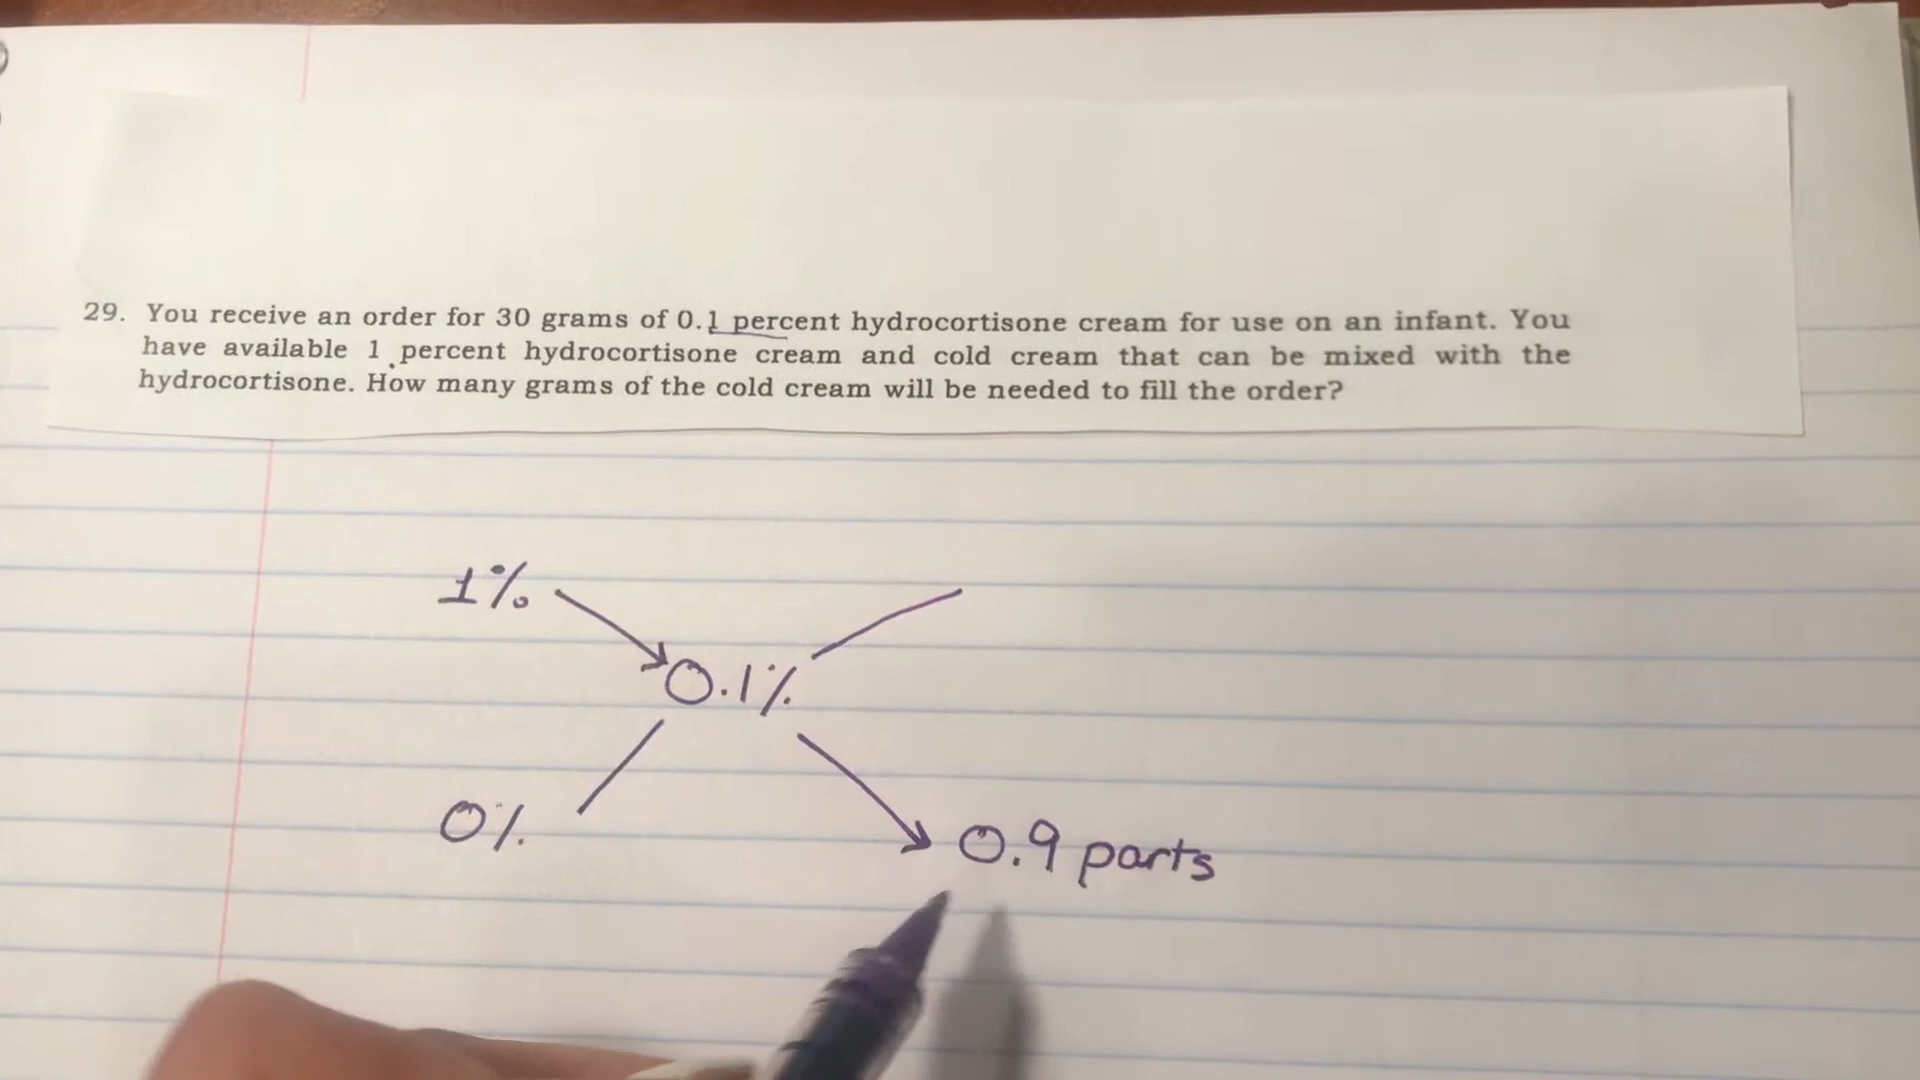 29. You receive an order for 30 grams of 0.1 percent hydrocortisone cream for use on an infant. You
have available 1 percent hydrocortisone cream and cold cream that can be mixed with the
hydrocortisone. How many grams of the cold cream will be needed to fill the order?
1%
0.1%
0%
0.9 parts